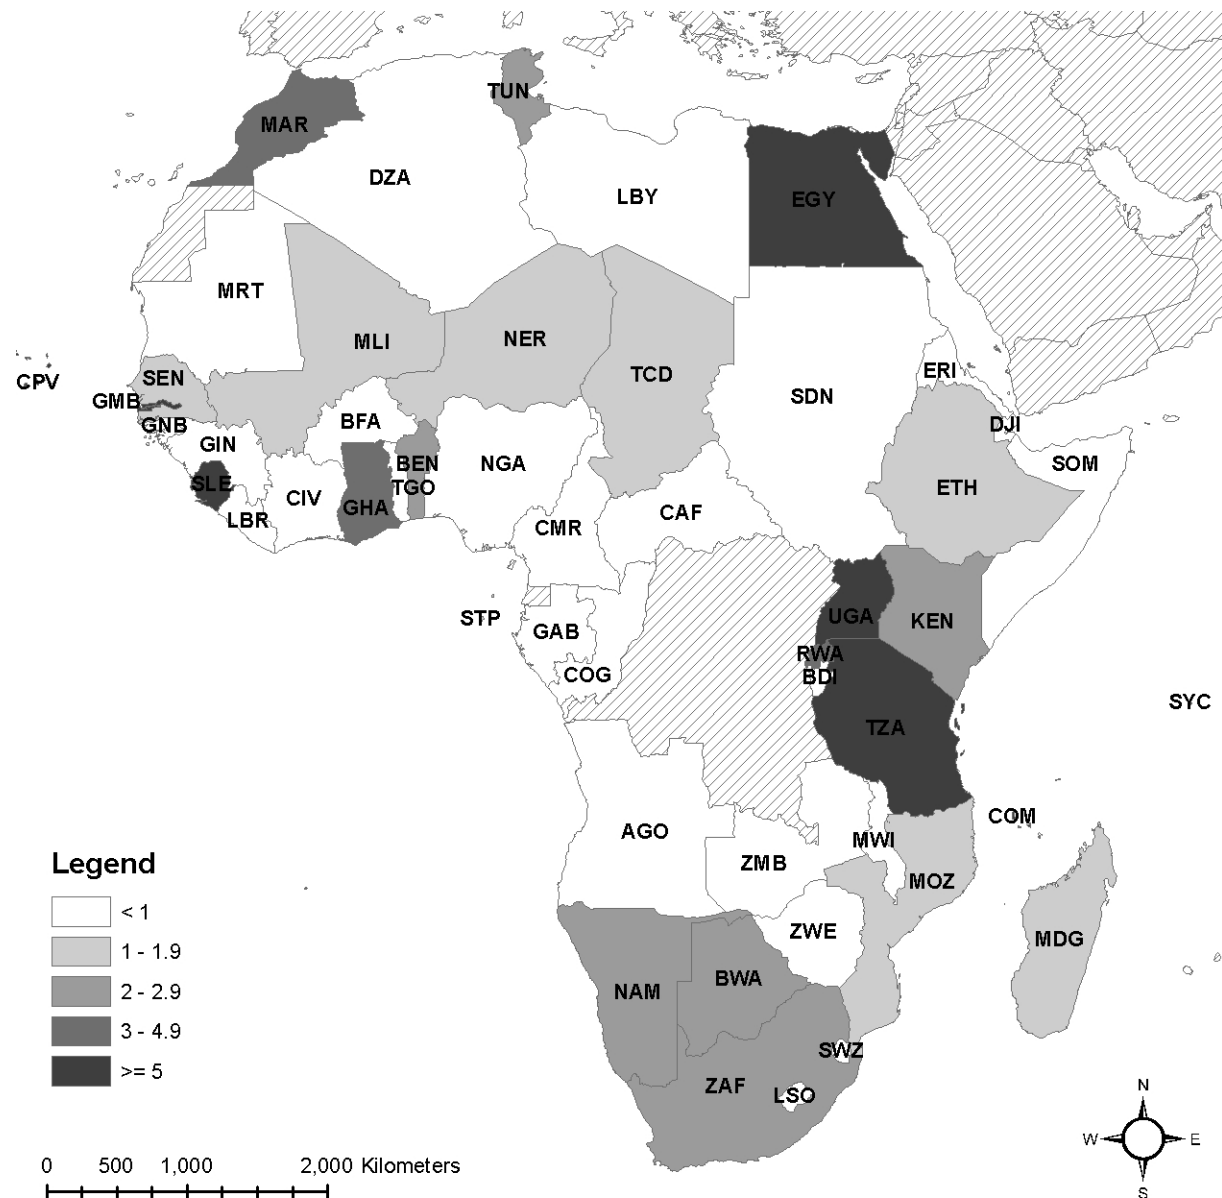 TUN
MAR
DZA
LBY
EGY
MRT
MLI
NER
TCD
SEN
CPV
GMB
GNB
ERI
SDN
DJI
BFA
GIN
SLE
LBR
CIV
GHA
BEN
TGO
NGA
CMR
CAF
ETH
SOM
STP
GAB
COG
UGA
KEN
RWA
BDI
TZA
SYC
COM
AGO
ZMB
MWI
MOZ
MDG
ZWE
NAM
BWA
SWZ
ZAF
LSO
Legend
< 1
1 - 1.9
2 - 2.9
3 - 4.9
>= 5
0 500 1,000 2,000 Kilometers
N
W E
S